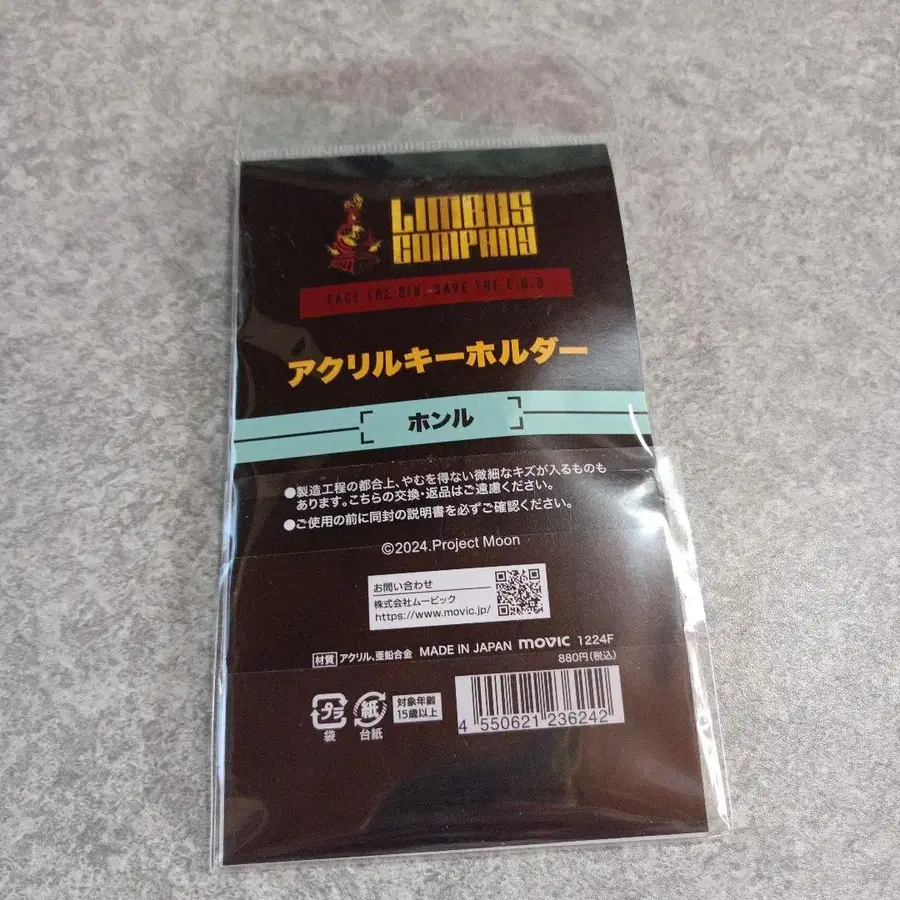 LIMBUS
COMPANY
FACE THE SIN, SAVE THE E.G.O
アクリルキーホルダー
ホンル
●製造工程の都合上、やむを得ない微細なキズが入るものも
あります。こちらの交換・返品はご遠慮ください。
●ご使用の前に同封の説明書を必ずご確認ください。
©2024.Project Moon
お問い合わせ
株式会社ムービック
https://www.movic.jp/
材質 アクリル、亜鉛合金 MADE IN JAPAN movic 1224F
880円(税込)
プラ
袋
紙
台紙
対象年齢
15歳以上
4 550621 236242